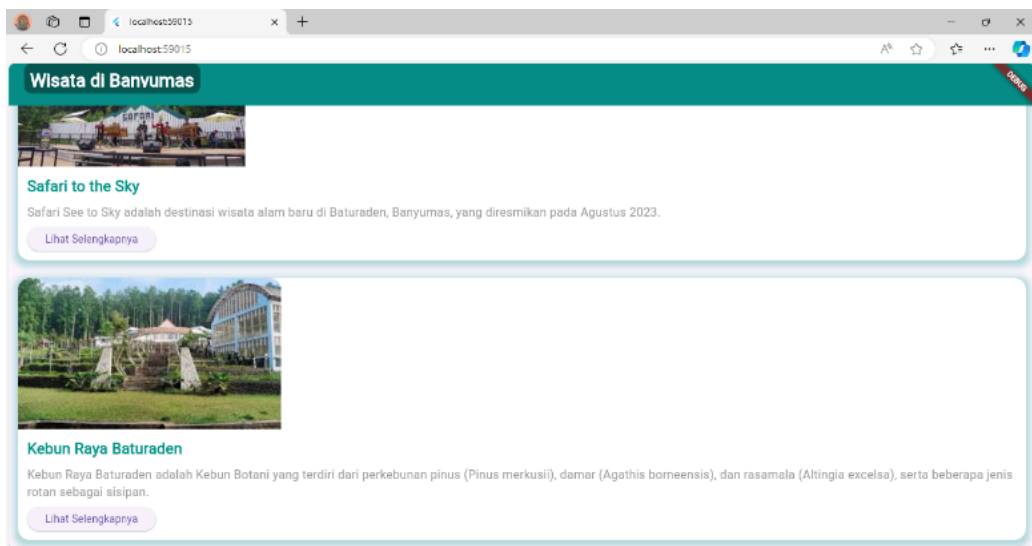 localhost:59015
localhost:59015
Wisata di Banyumas
DEBUG
SAFARI
Safari to the Sky
Safari See to Sky adalah destinasi wisata alam baru di Baturaden, Banyumas, yang diresmikan pada Agustus 2023.
Lihat Selengkapnya
Kebun Raya Baturaden
Kebun Raya Baturaden adalah Kebun Botani yang terdiri dari perkebunan pinus (Pinus merkusii), damar (Agathis borneensis), dan rasamala (Altingia excelsa), serta beberapa jenis
rotan sebagai sisipan.
Lihat Selengkapnya